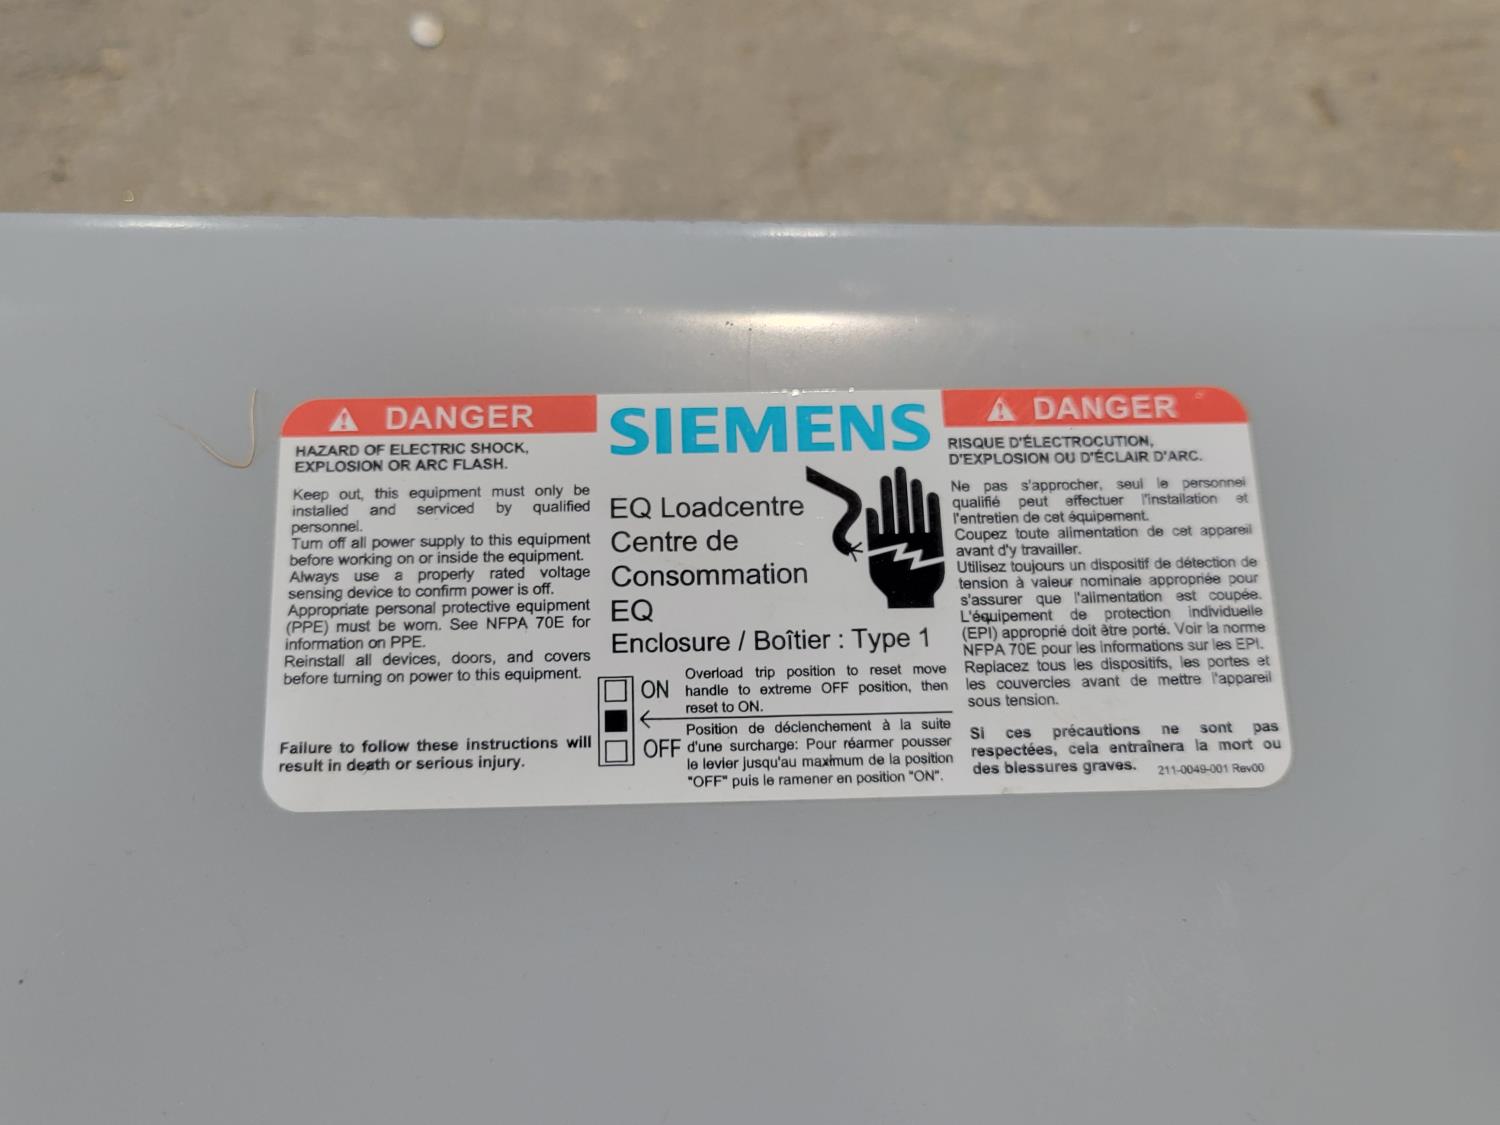 DANGER
HAZARD OF ELECTRIC SHOCK,
EXPLOSION OR ARC FLASH.
Keep out, this equipment must only be
installed and serviced by qualified
personnel.
Turn off all power supply to this equipment
before working on or inside the equipment.
Always use a properly rated voltage
sensing device to confirm power is off.
Appropriate personal protective equipment
(PPE) must be worn. See NFPA 70E for
information on PPE.
Reinstall all devices, doors, and covers
before turning on power to this equipment.
Failure to follow these instructions will
result in death or serious injury.
SIEMENS
EQ Loadcentre
Centre de
Consommation
EQ
Enclosure / Boîtier : Type 1
ON
OFF
Overload trip position to reset move
handle to extreme OFF position, then
reset to ON.
Position de déclenchement à la suite
d'une surcharge: Pour réarmer pousser
le levier jusqu'au maximum de la position
"OFF" puis le ramener en position "ON".
DANGER
RISQUE D'ÉLECTROCUTION,
D'EXPLOSION OU D'ÉCLAIR D'ARC.
Ne pas s'approcher, seul le personnel
qualifié peut effectuer l'installation et
l'entretien de cet équipement.
Coupez toute alimentation de cet appareil
avant d'y travailler.
Utilisez toujours un dispositif de détection de
tension à valeur nominale appropriée pour
s'assurer que l'alimentation est coupée.
L'équipement de protection individuelle
(EPI) approprié doit être porté. Voir la norme
NFPA 70E pour les informations sur les EPI.
Replacez tous les dispositifs, les portes et
les couvercles avant de mettre l'appareil
sous tension.
Si ces précautions ne sont pas
respectées, cela entraînera la mort ou
des blessures graves.
211-0049-001 Rev00